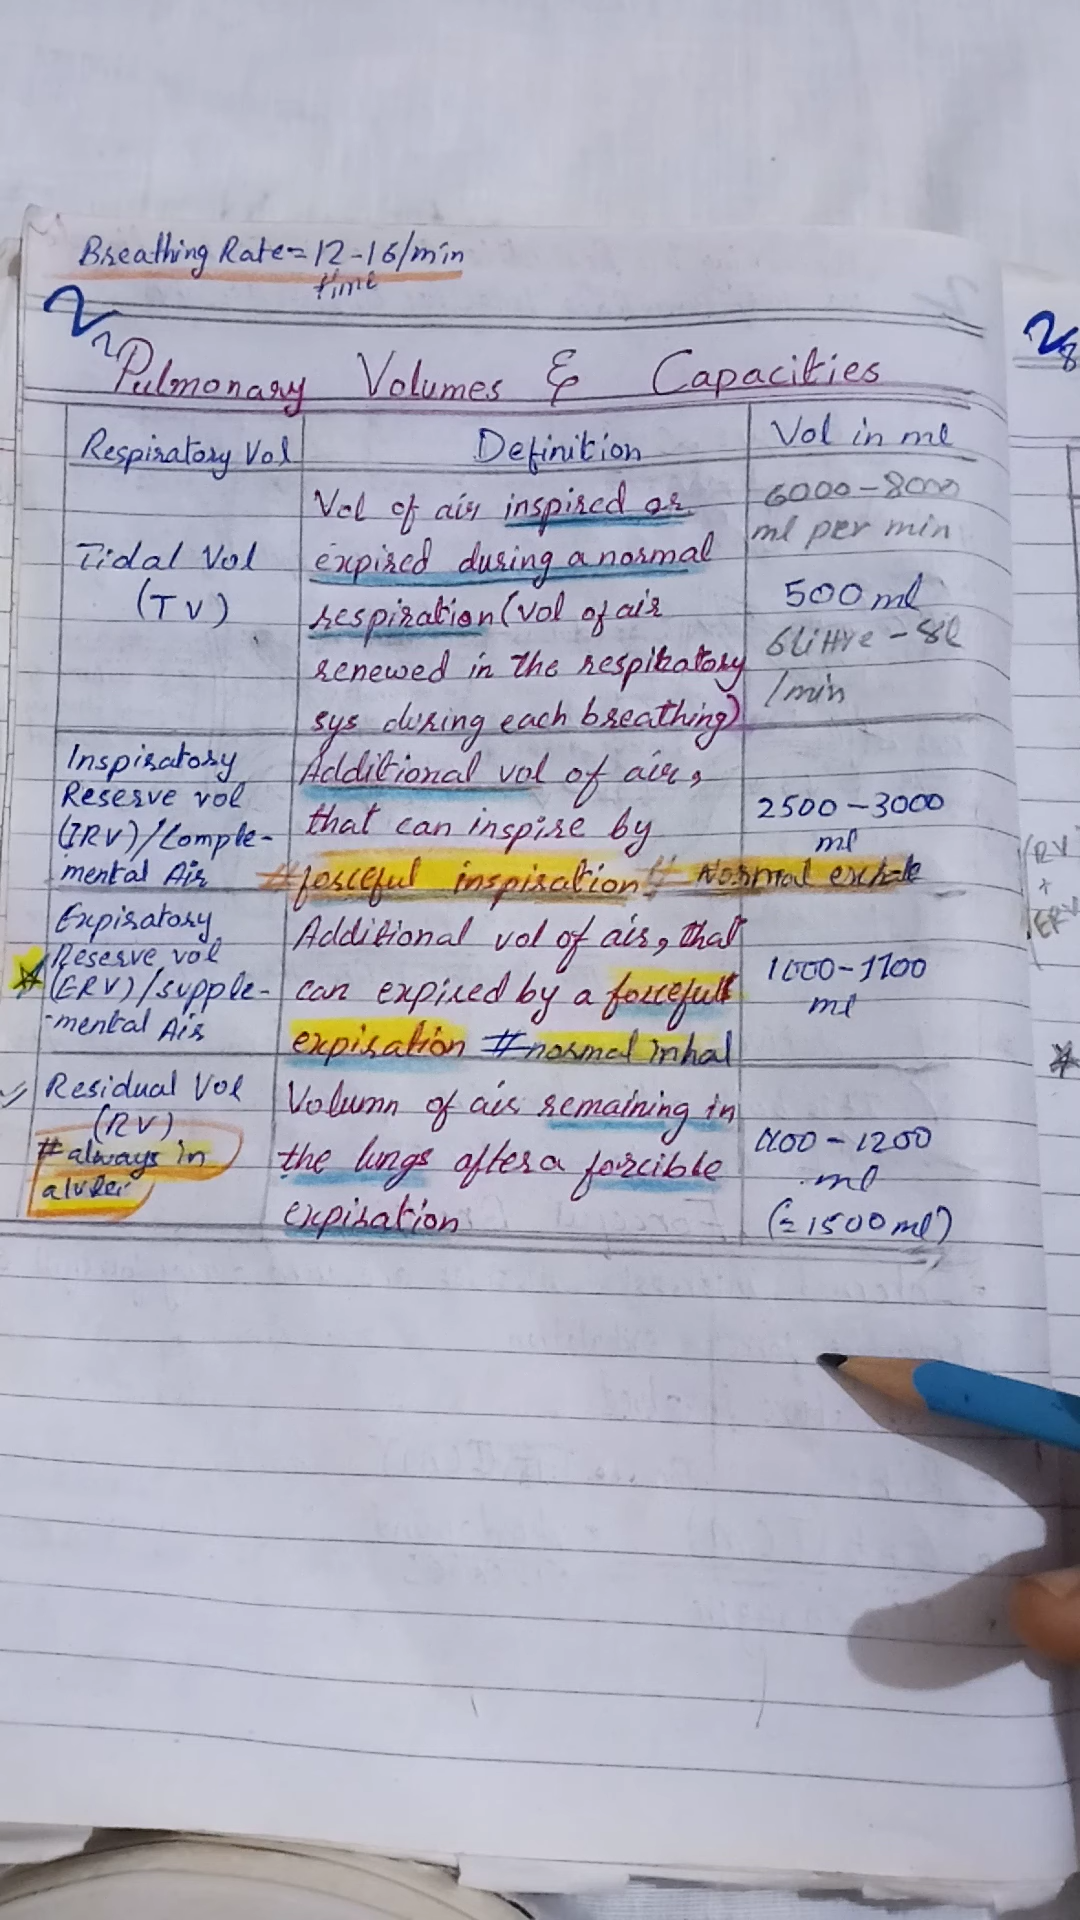 Breathing Rate = 12-16/min
time
Pulmonary Volumes & Capacities
Respiratory Vol
Definition
Vol in ml
Tidal Vol
(TV)
Vol of air inspired or
expired during a normal
respiration (vol of air
renewed in the respiratory
sys during each breathing)
6000-8000
ml per min
500 ml
6littre - 8l
/min
Inspiratory
Reserve vol
(IRV)/Comple-
mental Air
Additional vol of air,
that can inspire by
#forceful inspiration # Normal exhale
2500-3000
ml
Expiratory
Reserve vol
(ERV)/supple-
-mental Air
Additional vol of air, that
can expired by a forcefull
expiration #normal inhal
1000-1100
ml
Residual Vol
(RV)
#always in
Volumn of air remaining in
the lungs after a forcible
expiration
1100-1200
ml
(= 1500 ml)
28
RV
+
ERV